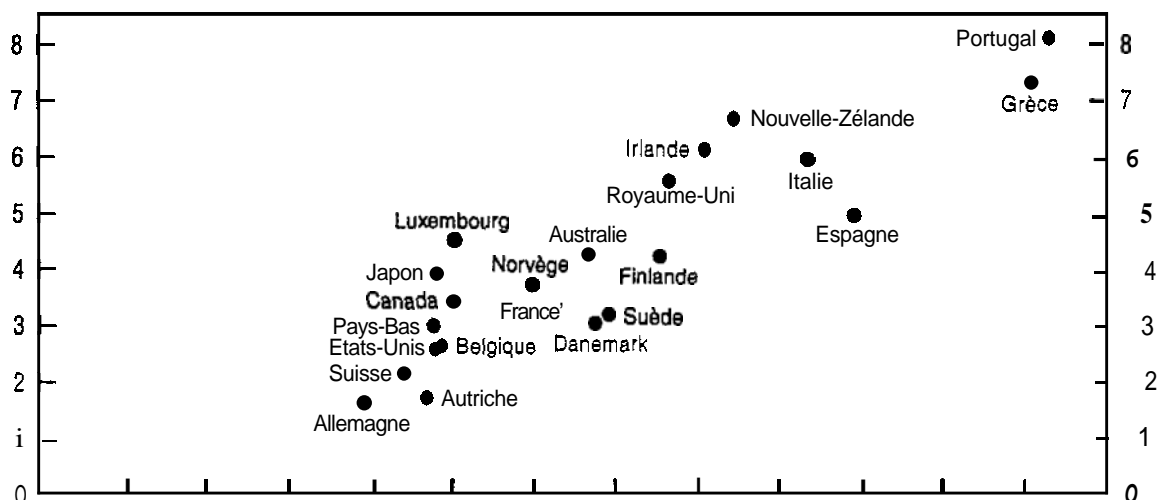 8 Portugal 8
7 Grèce 7
Nouvelle-Zélande
Irlande
6 Italie 6
Royaume-Uni
5 Luxembourg Espagne 5
Australie
4 Japon Norvège Finlande 4
Canada
France’ Suède
3 Pays-Bas 3
Etats-Unis Belgique Danemark
Suisse
2 2
Autriche
Allemagne
i 1
0 0